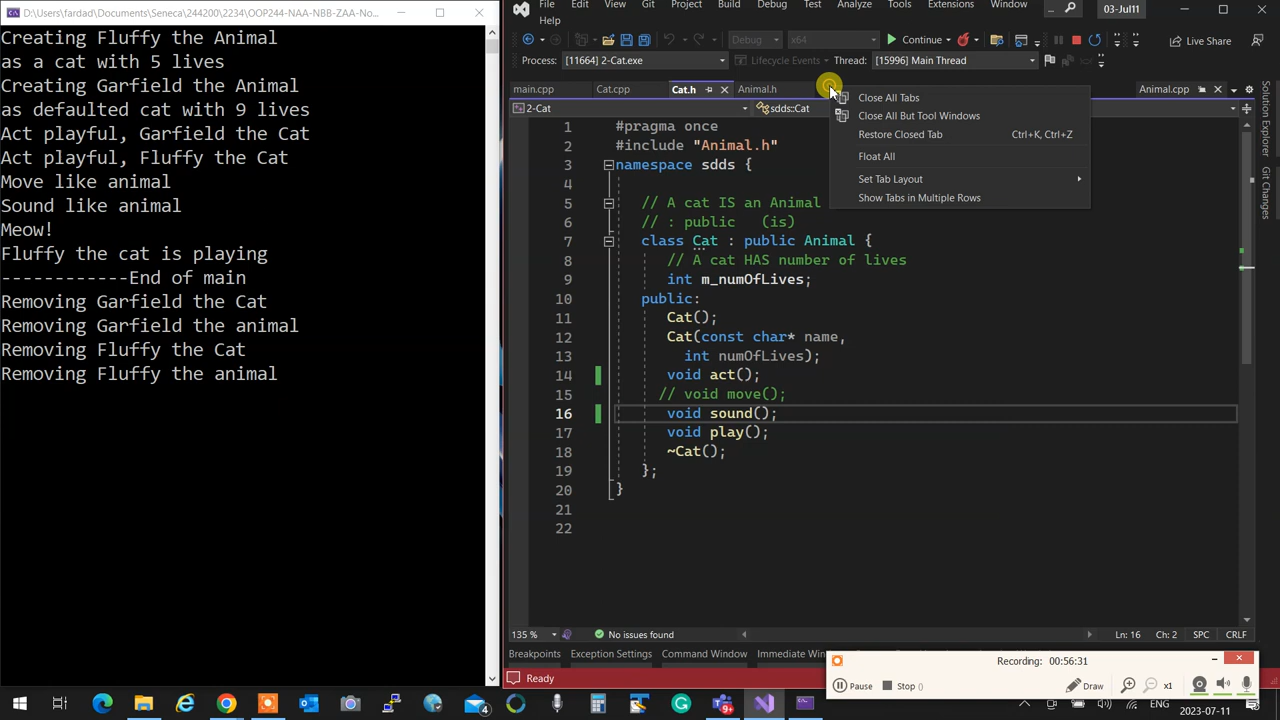 D:\Users\fardad\Documents\Seneca\244200\2234\OOP244-NAA-NBB-ZAA-No...
Creating Fluffy the Animal
as a cat with 5 lives
Creating Garfield the Animal
as defaulted cat with 9 lives
Act playful, Garfield the Cat
Act playful, Fluffy the Cat
Move like animal
Sound like animal
Meow!
Fluffy the cat is playing
------------End of main
Removing Garfield the Cat
Removing Garfield the animal
Removing Fluffy the Cat
Removing Fluffy the animal
File Edit View Git Project Build Debug Test Analyze Tools Extensions Window
Help
03-Jul11
Debug x64 Continue Live Share
Process: [11664] 2-Cat.exe Lifecycle Events Thread: [15996] Main Thread
main.cpp Cat.cpp Cat.h Animal.h Animal.cpp
2-Cat sdds::Cat
Close All Tabs
Close All But Tool Windows
Restore Closed Tab Ctrl+K, Ctrl+Z
Float All
Set Tab Layout
Show Tabs in Multiple Rows
Solution Explorer
Git Changes
1 #pragma once
2 #include "Animal.h"
3 namespace sdds {
4
5 // A cat IS an Animal
6 // : public (is)
7 class Cat : public Animal {
8 // A cat HAS number of lives
9 int m_numOfLives;
10 public:
11 Cat();
12 Cat(const char* name,
13 int numOfLives);
14 void act();
15 // void move();
16 void sound();
17 void play();
18 ~Cat();
19 };
20 }
21
22
135 % No issues found Ln: 16 Ch: 2 SPC CRLF
Breakpoints Exception Settings Command Window Immediate Win
Ready
Recording: 00:56:31
Pause Stop () Draw x1
ENG 2023-07-11